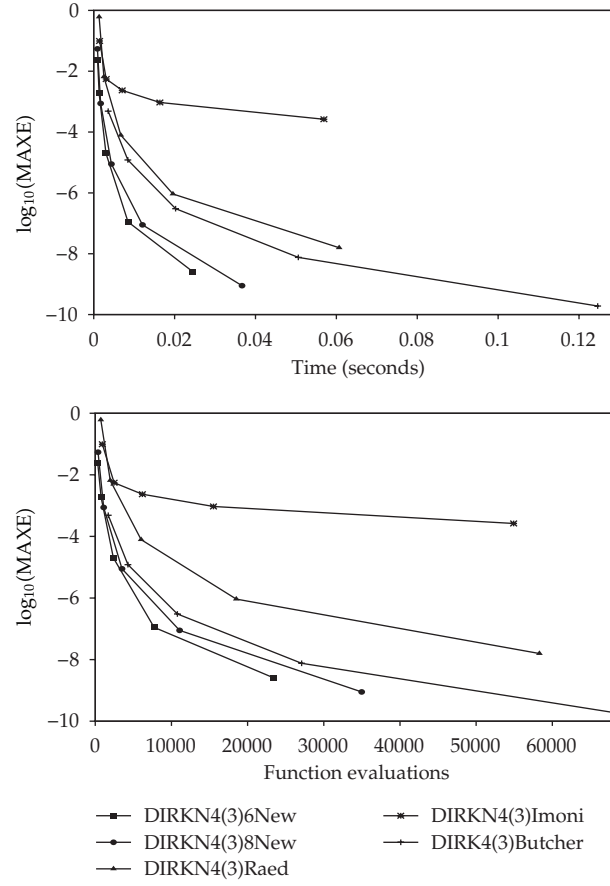 0
−2
−4
−6
−8
−10
log₁₀(MAXE)
0
0.02
0.04
0.06
0.08
0.1
0.12
Time (seconds)
0
−2
−4
−6
−8
−10
log₁₀(MAXE)
0
10000
20000
30000
40000
50000
60000
Function evaluations
DIRKN4(3)6New
DIRKN4(3)8New
DIRKN4(3)Raed
DIRKN4(3)Imoni
DIRK4(3)Butcher